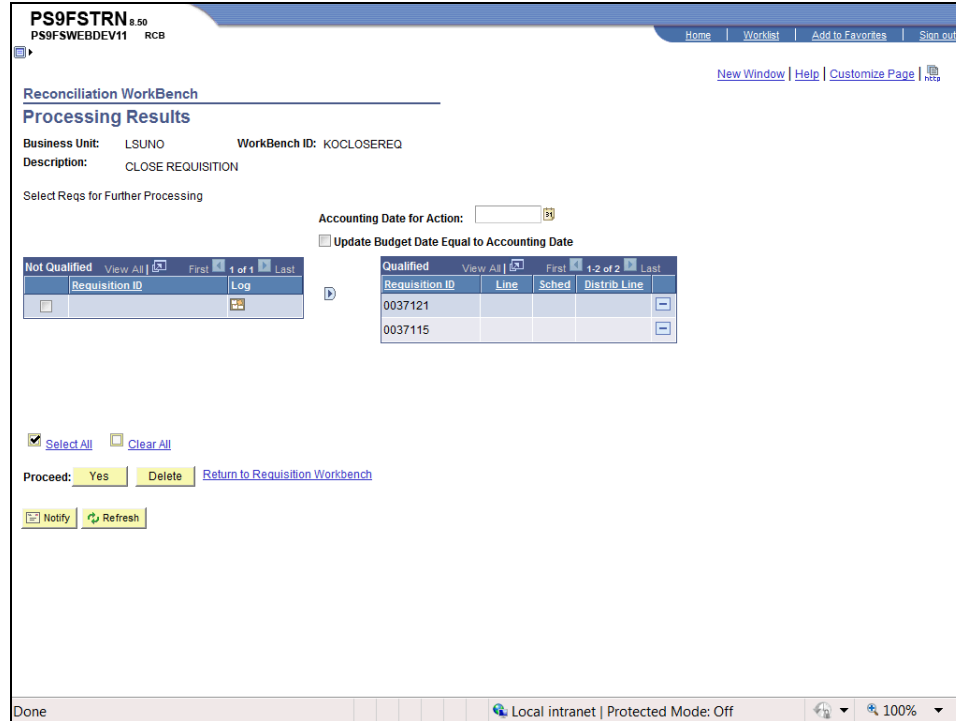 PS9FSTRN 8.50
PS9FSWEBDEV11 RCB
Home | Worklist | Add to Favorites | Sign out
New Window | Help | Customize Page | http
Reconciliation WorkBench
Processing Results
Business Unit: LSUNO WorkBench ID: KOCLOSEREQ
Description: CLOSE REQUISITION
Select Reqs for Further Processing
Accounting Date for Action: 31
Update Budget Date Equal to Accounting Date
Not Qualified View All | First 1 of 1 Last
Requisition ID Log
Qualified View All | First 1-2 of 2 Last
Requisition ID Line Sched Distrib Line
0037121
0037115
Select All Clear All
Proceed: Yes Delete Return to Requisition Workbench
Notify Refresh
Done Local intranet | Protected Mode: Off 100%